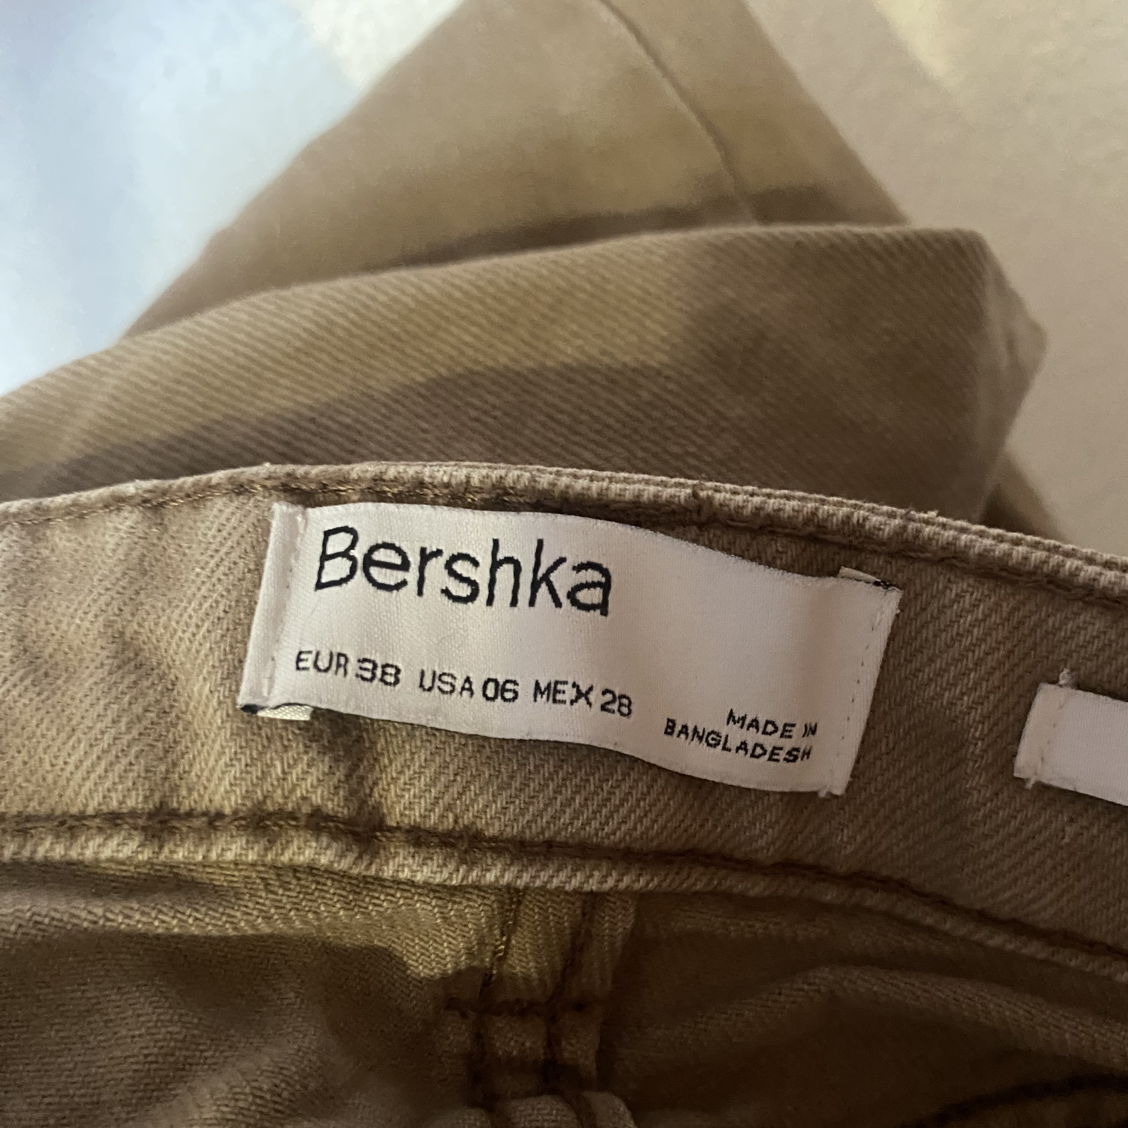 Bershka
EUR 38 USA 06 MEX 28
MADE IN
BANGLADESH